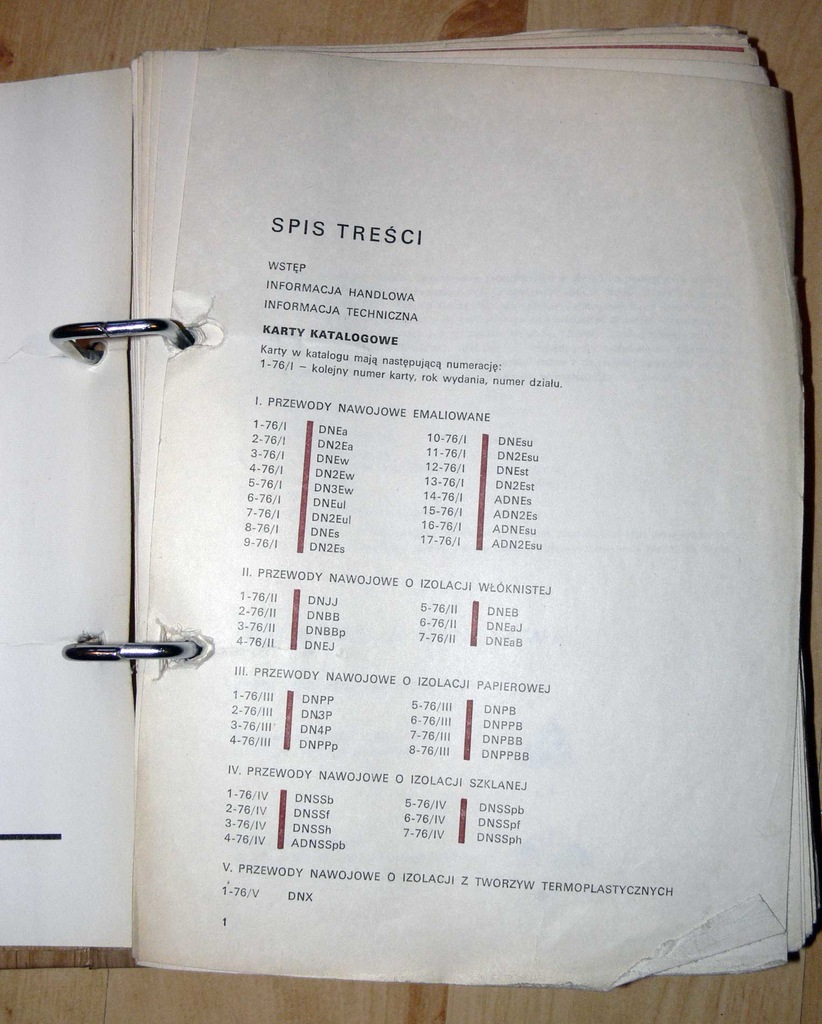 SPIS TREŚCI
WSTĘP
INFORMACJA HANDLOWA
INFORMACJA TECHNICZNA
KARTY KATALOGOWE
Karty w katalogu mają następującą numerację:
1-76/I – kolejny numer karty, rok wydania, numer działu.
I. PRZEWODY NAWOJOWE EMALIOWANE
1-76/I DNEa
2-76/I DN2Ea
3-76/I DNEw
4-76/I DN2Ew
5-76/I DN3Ew
6-76/I DNEul
7-76/I DN2Eul
8-76/I DNEs
9-76/I DN2Es
10-76/I DNEsu
11-76/I DN2Esu
12-76/I DNEst
13-76/I DN2Est
14-76/I ADNEs
15-76/I ADN2Es
16-76/I ADNEsu
17-76/I ADN2Esu
II. PRZEWODY NAWOJOWE O IZOLACJI WŁÓKNISTEJ
1-76/II DNJJ
2-76/II DNBB
3-76/II DNBBp
4-76/II DNEJ
5-76/II DNEB
6-76/II DNEaJ
7-76/II DNEaB
III. PRZEWODY NAWOJOWE O IZOLACJI PAPIEROWEJ
1-76/III DNPP
2-76/III DN3P
3-76/III DN4P
4-76/III DNPPp
5-76/III DNPB
6-76/III DNPPB
7-76/III DNPBB
8-76/III DNPPBB
IV. PRZEWODY NAWOJOWE O IZOLACJI SZKLANEJ
1-76/IV DNSSb
2-76/IV DNSSf
3-76/IV DNSSh
4-76/IV ADNSSpb
5-76/IV DNSSpb
6-76/IV DNSSpf
7-76/IV DNSSph
V. PRZEWODY NAWOJOWE O IZOLACJI Z TWORZYW TERMOPLASTYCZNYCH
1-76/V DNX
1